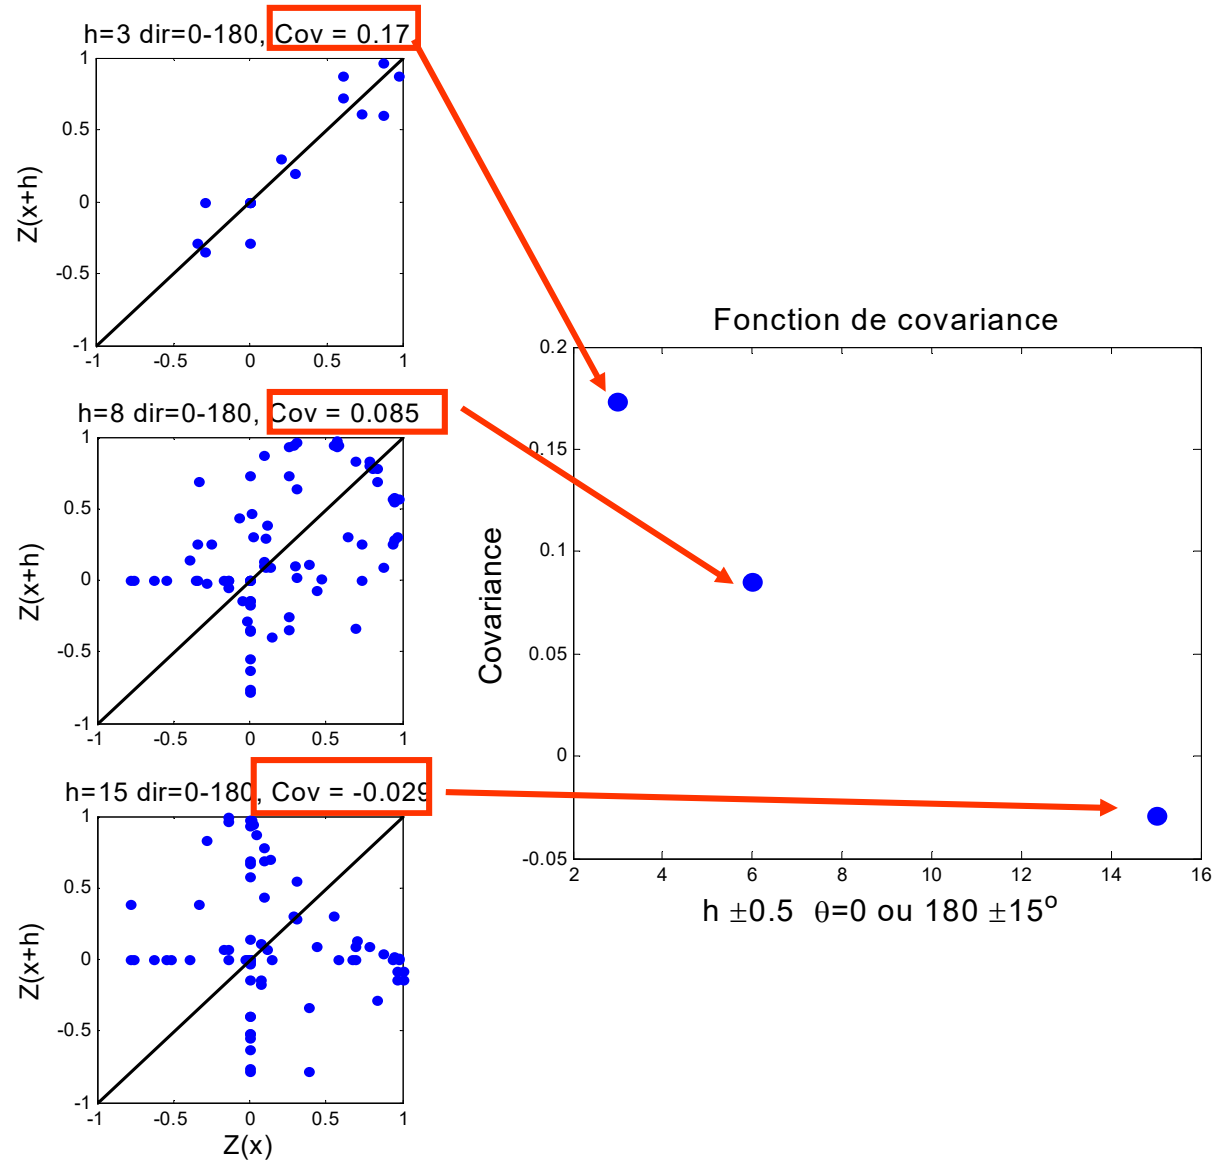 h=3 dir=0-180, Cov = 0.17
1
0.5
0
-0.5
-1
-1 -0.5 0 0.5 1
Z(x+h)
h=8 dir=0-180, Cov = 0.085
1
0.5
0
-0.5
-1
-1 -0.5 0 0.5 1
Z(x+h)
h=15 dir=0-180, Cov = -0.029
1
0.5
0
-0.5
-1
-1 -0.5 0 0.5 1
Z(x+h)
Z(x)
Fonction de covariance
0.2
0.15
0.1
0.05
0
-0.05
2 4 6 8 10 12 14 16
Covariance
h ±0.5 θ=0 ou 180 ±15º